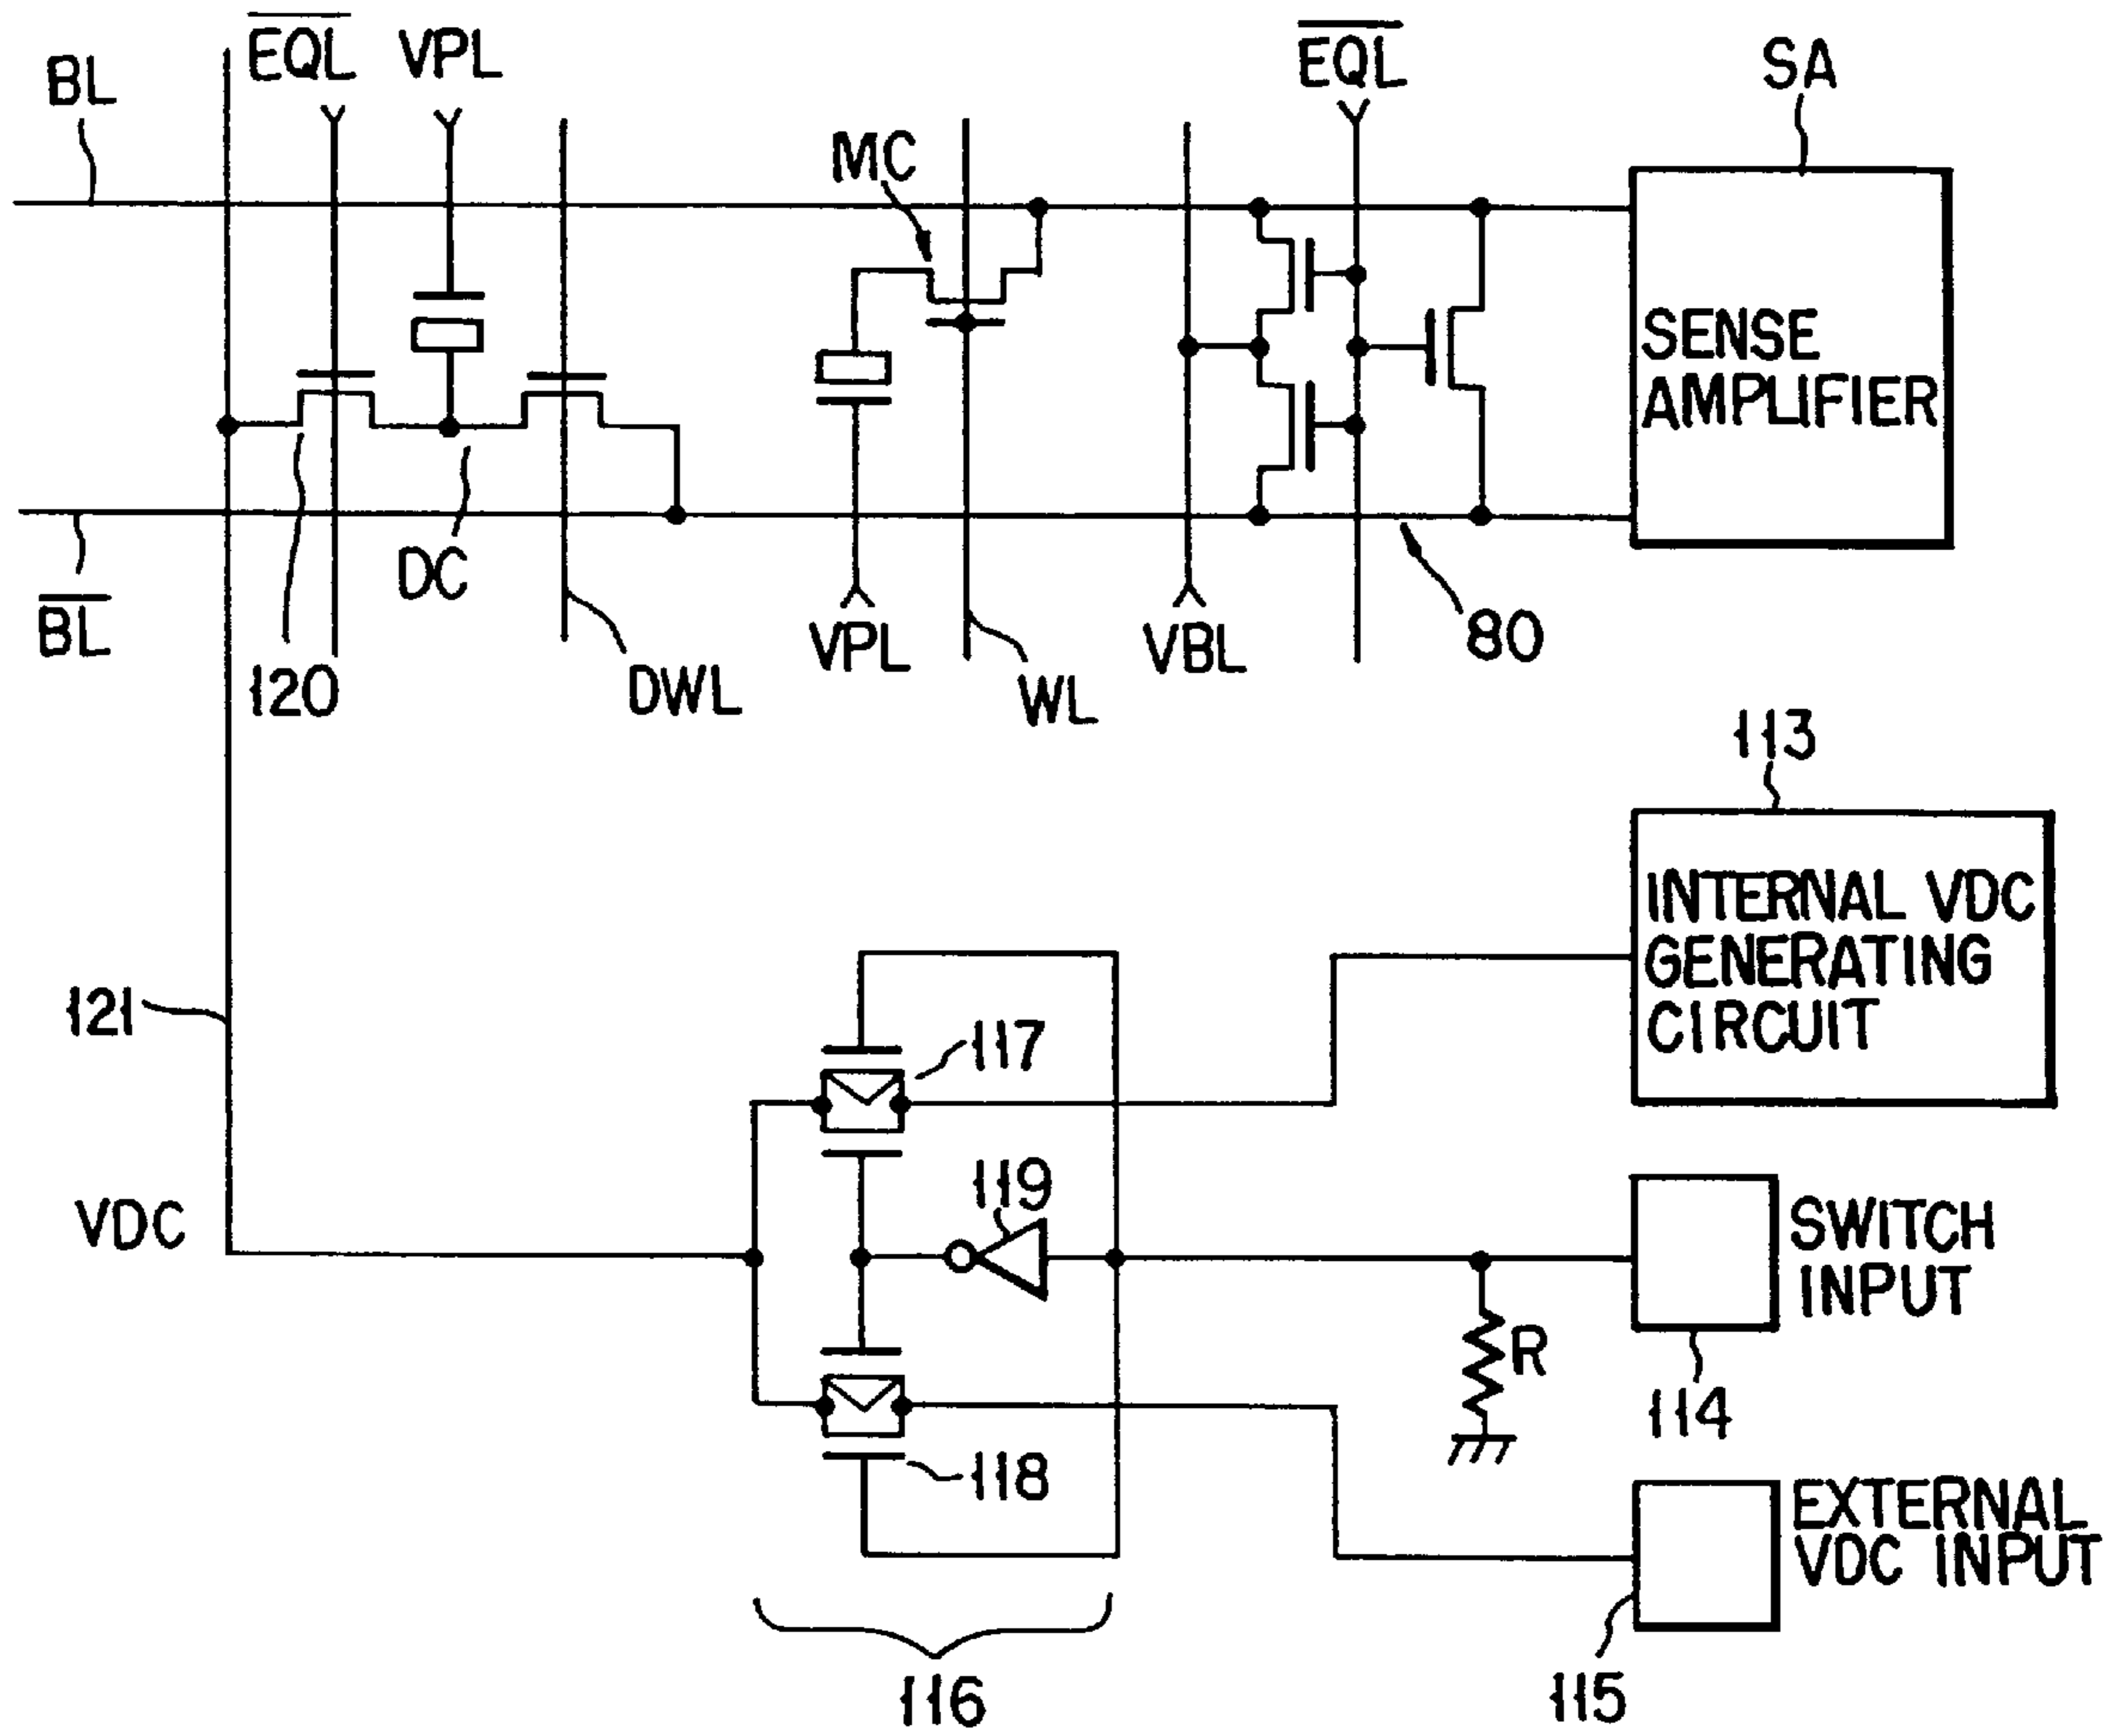 BL
EQL
VPL
EQL
SA
MC
SENSE
AMPLIFIER
DC
BL
120
DWL
VPL
WL
VBL
80
113
INTERNAL VDC
GENERATING
CIRCUIT
121
117
119
VDC
SWITCH
INPUT
R
114
118
EXTERNAL
VDC INPUT
115
116